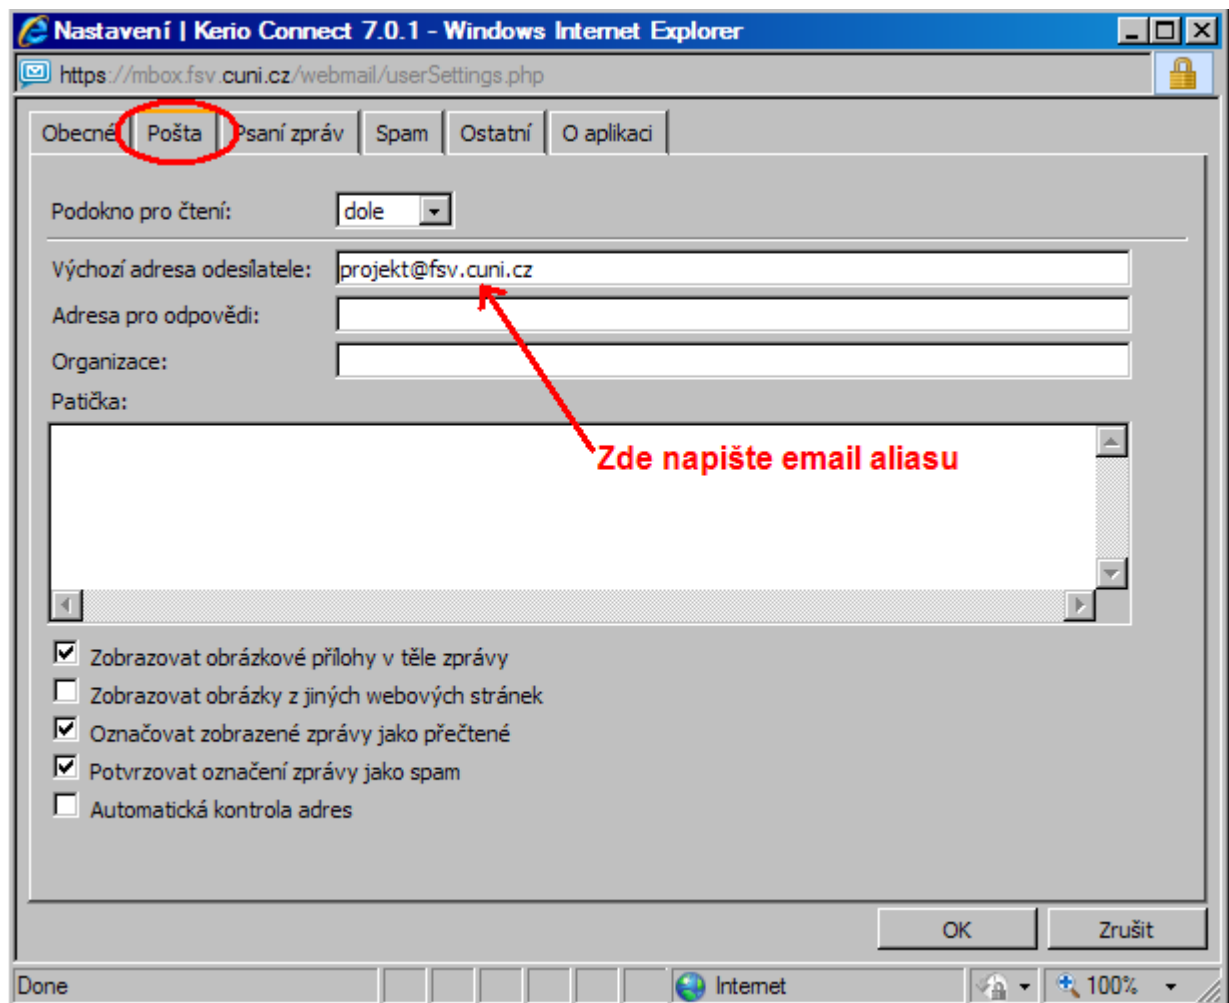 Nastavení | Kerio Connect 7.0.1 - Windows Internet Explorer
https://mbox.fsv.cuni.cz/webmail/userSettings.php
Obecné Pošta Psaní zpráv Spam Ostatní O aplikaci
Podokno pro čtení: dole
Výchozí adresa odesílatele: projekt@fsv.cuni.cz
Adresa pro odpovědi:
Organizace:
Patička:
Zde napište email aliasu
Zobrazovat obrázkové přílohy v těle zprávy
Zobrazovat obrázky z jiných webových stránek
Označovat zobrazené zprávy jako přečtené
Potvrzovat označení zprávy jako spam
Automatická kontrola adres
OK Zrušit
Done Internet 100%